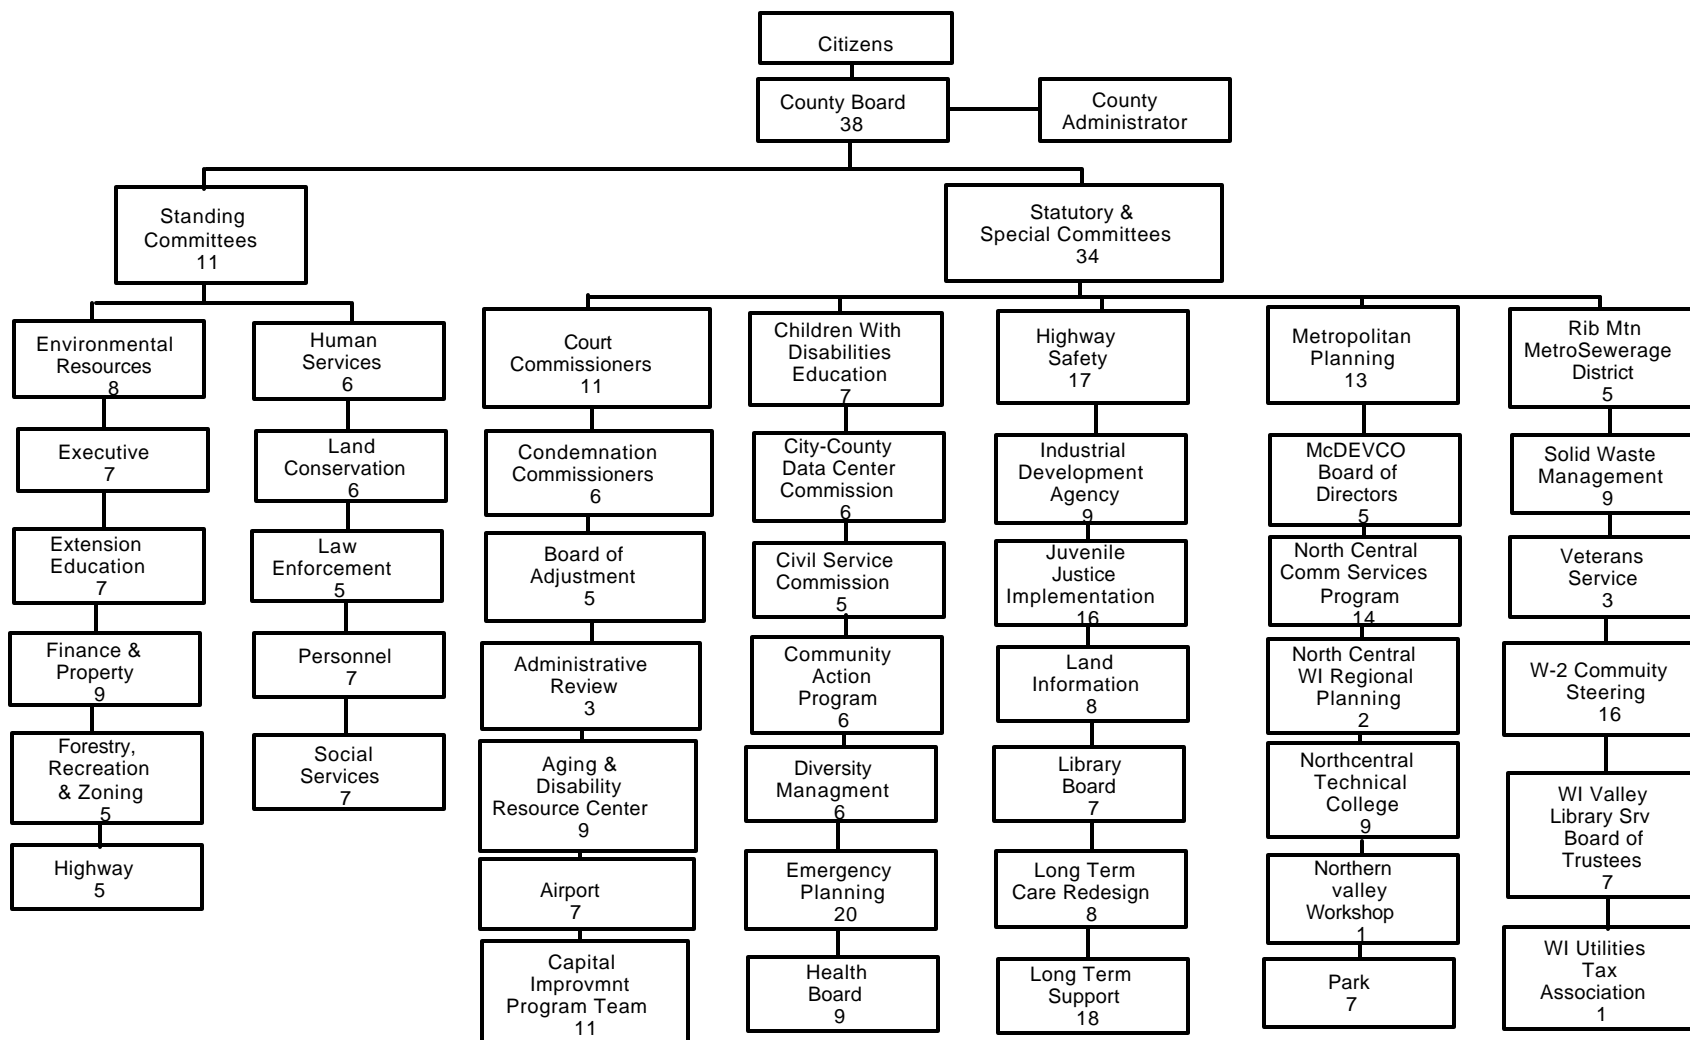 Citizens
County Board
38
County
Administrator
Standing
Committees
11
Statutory &
Special Committees
34
Environmental
Resources
8
Executive
7
Extension
Education
7
Finance &
Property
9
Forestry,
Recreation
& Zoning
5
Highway
5
Human
Services
6
Land
Conservation
6
Law
Enforcement
5
Personnel
7
Social
Services
7
Court
Commissioners
11
Condemnation
Commissioners
6
Board of
Adjustment
5
Administrative
Review
3
Aging &
Disability
Resource Center
9
Airport
7
Capital
Improvmnt
Program Team
11
Children With
Disabilities
Education
7
City-County
Data Center
Commission
6
Civil Service
Commission
5
Community
Action
Program
6
Diversity
Managment
6
Emergency
Planning
20
Health
Board
9
Highway
Safety
17
Industrial
Development
Agency
9
Juvenile
Justice
Implementation
16
Land
Information
8
Library
Board
7
Long Term
Care Redesign
8
Long Term
Support
18
Metropolitan
Planning
13
McDEVCO
Board of
Directors
5
North Central
Comm Services
Program
14
North Central
WI Regional
Planning
2
Northcentral
Technical
College
9
Northern
valley
Workshop
1
Park
7
Rib Mtn
MetroSewerage
District
5
Solid Waste
Management
9
Veterans
Service
3
W-2 Commuity
Steering
16
WI Valley
Library Srv
Board of
Trustees
7
WI Utilities
Tax
Association
1